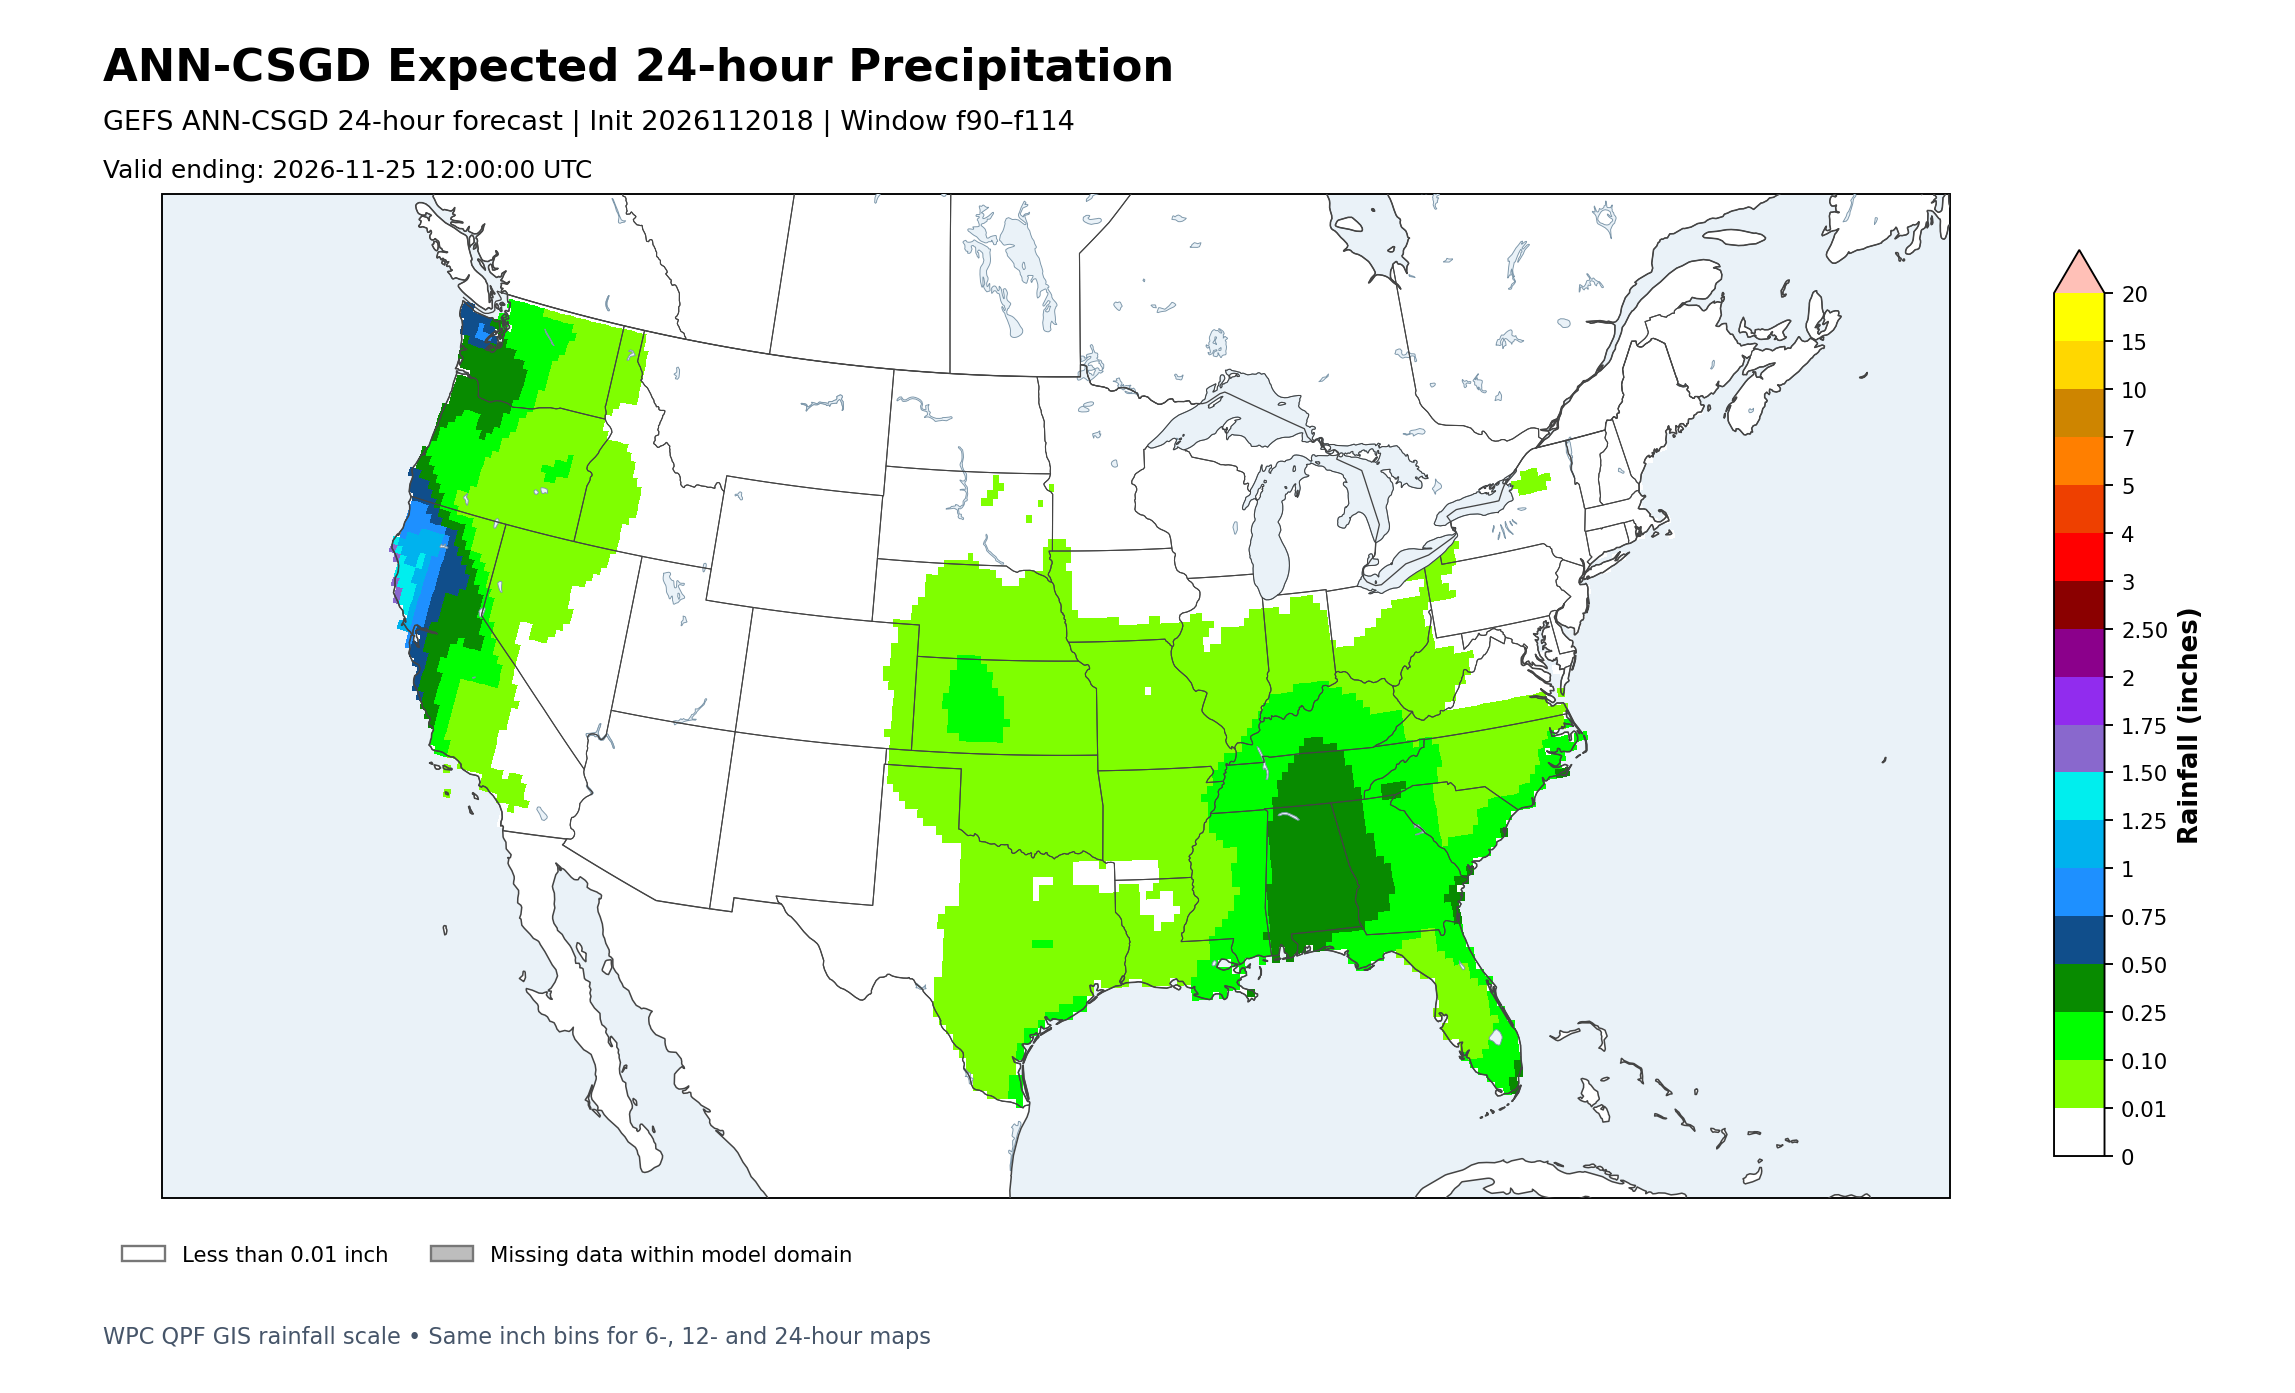 ANN-CSGD Expected 24-hour Precipitation
GEFS ANN-CSGD 24-hour forecast | Init 2026112018 | Window f90–f114
Valid ending: 2026-11-25 12:00:00 UTC
20
15
10
7
5
4
3
2.50
2
1.75
1.50
1.25
1
0.75
0.50
0.25
0.10
0.01
0
Rainfall (inches)
Less than 0.01 inch
Missing data within model domain
WPC QPF GIS rainfall scale • Same inch bins for 6-, 12- and 24-hour maps